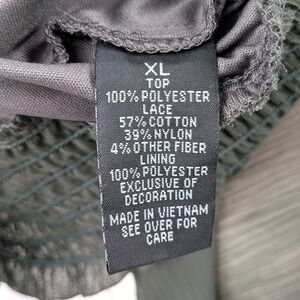 XL
TOP
100% POLYESTER
LACE
57% COTTON
39% NYLON
4% OTHER FIBER
LINING
100% POLYESTER
EXCLUSIVE OF
DECORATION
MADE IN VIETNAM
SEE OVER FOR
CARE